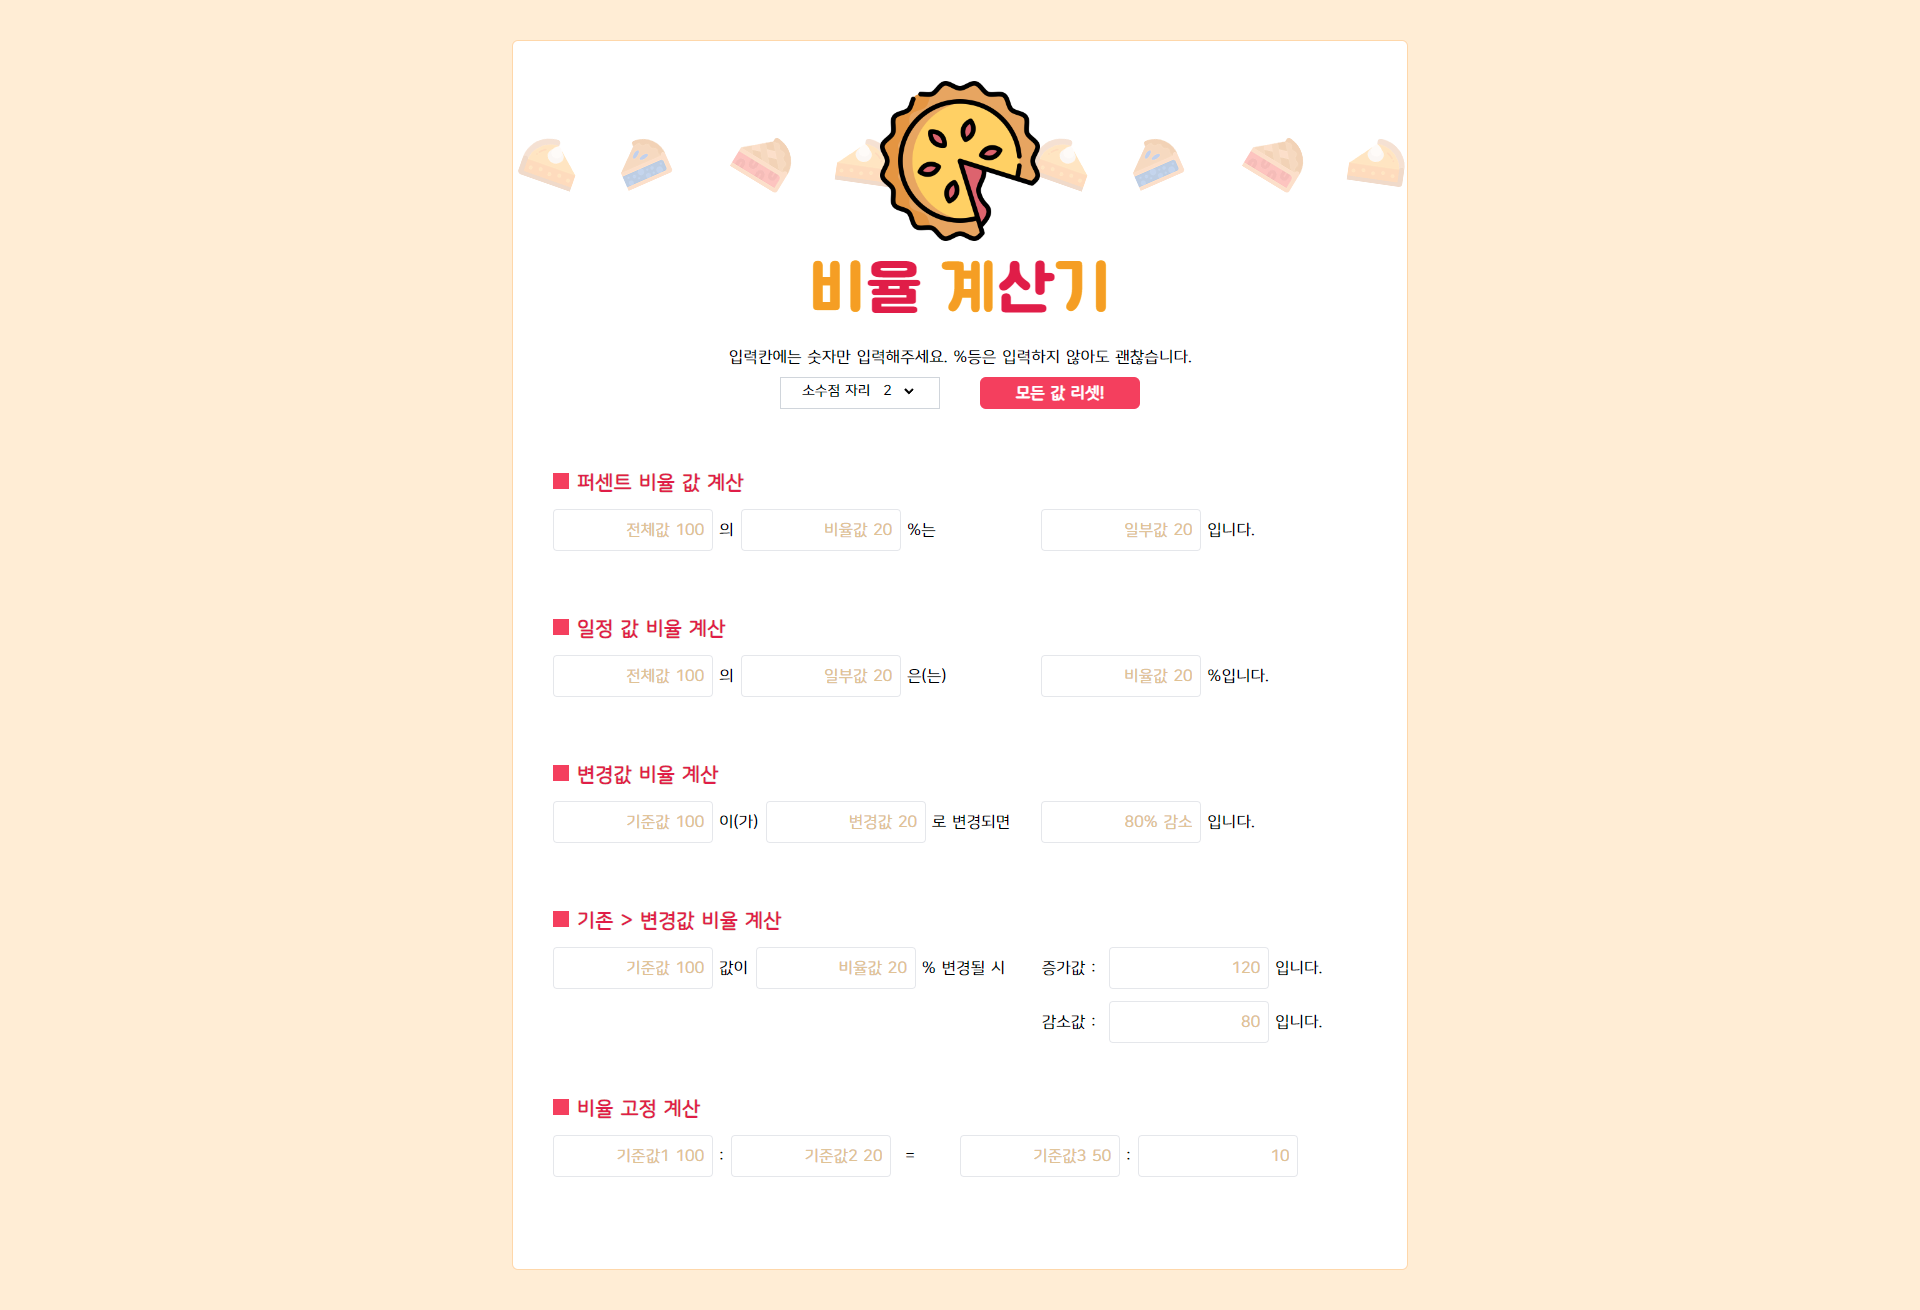 비율 계산기
입력칸에는 숫자만 입력해주세요. %등은 입력하지 않아도 괜찮습니다.
소수점 자리 2 모든 값 리셋!
퍼센트 비율 값 계산
전체값 100 의 비율값 20 %는 일부값 20 입니다.
일정 값 비율 계산
전체값 100 의 일부값 20 은(는) 비율값 20 %입니다.
변경값 비율 계산
기준값 100 이(가) 변경값 20 로 변경되면 80% 감소 입니다.
기존 > 변경값 비율 계산
기준값 100 값이 비율값 20 % 변경될 시 증가값 : 120 입니다.
감소값 : 80 입니다.
비율 고정 계산
기준값1 100 : 기준값2 20 = 기준값3 50 : 10